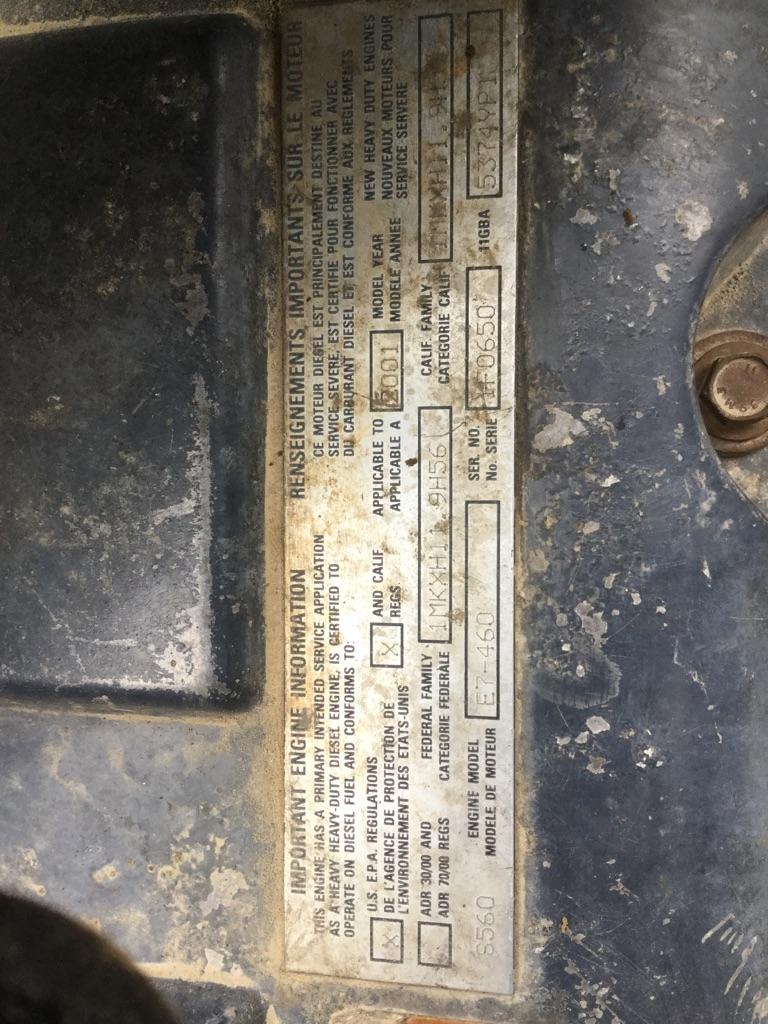 IMPORTANT ENGINE INFORMATION
THIS ENGINE HAS A PRIMARY INTENDED SERVICE APPLICATION
AS A HEAVY HEAVY-DUTY DIESEL ENGINE, IS CERTIFIED TO
OPERATE ON DIESEL FUEL AND CONFORMS TO:
RENSEIGNEMENTS IMPORTANTS SUR LE MOTEUR
CE MOTEUR DIESEL EST PRINCIPALEMENT DESTINE AU
SERVICE SEVERE, EST CERTIFIE POUR FONCTIONNER AVEC
DU CARBURANT DIESEL ET EST CONFORME AUX REGLEMENTS
X U.S. E.P.A. REGULATIONS
DE L'AGENCE DE PROTECTION DE
L'ENVIRONNEMENT DES ETATS-UNIS
X AND CALIF
REGS
APPLICABLE TO 2001 MODEL YEAR
APPLICABLE A MODELE ANNEE
NEW HEAVY DUTY ENGINES
NOUVEAUX MOTEURS POUR
SERVICE SERVERE
ADR 30/00 AND
ADR 70/00 REGS
FEDERAL FAMILY 1MKXH11.9H56
CATEGORIE FEDERALE
CALIF. FAMILY
CATEGORIE CALIF
ENGINE MODEL E7-460
MODELE DE MOTEUR
SER. NO. 1F0650
No. SERIE
11GBA